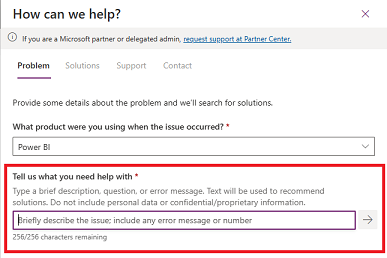 How can we help?
If you are a Microsoft partner or delegated admin, request support at Partner Center.
Problem Solutions Support Contact
Provide some details about the problem and we'll search for solutions.
What product were you using when the issue occurred? *
Power BI
Tell us what you need help with *
Type a brief description, question, or error message. Text will be used to recommend
solutions. Do not include personal data or confidential/proprietary information.
Briefly describe the issue; include any error message or number
256/256 characters remaining